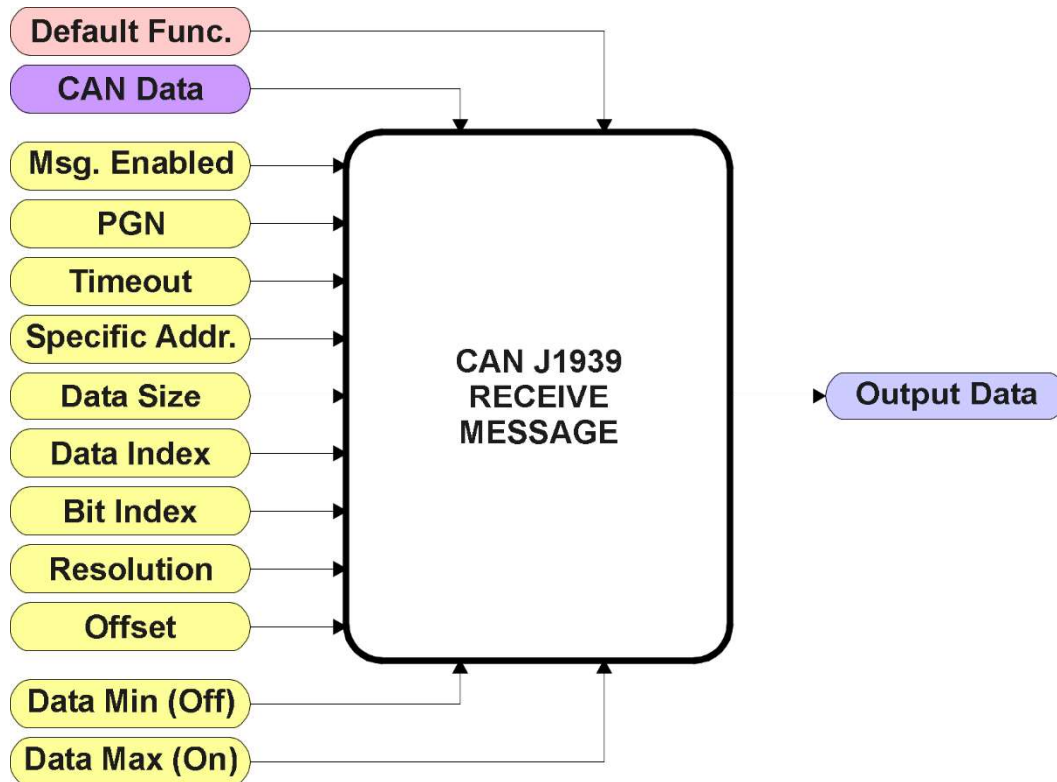 Default Func.
CAN Data
Msg. Enabled
PGN
Timeout
Specific Addr.
Data Size
Data Index
Bit Index
Resolution
Offset
Data Min (Off)
Data Max (On)
CAN J1939
RECEIVE
MESSAGE
Output Data